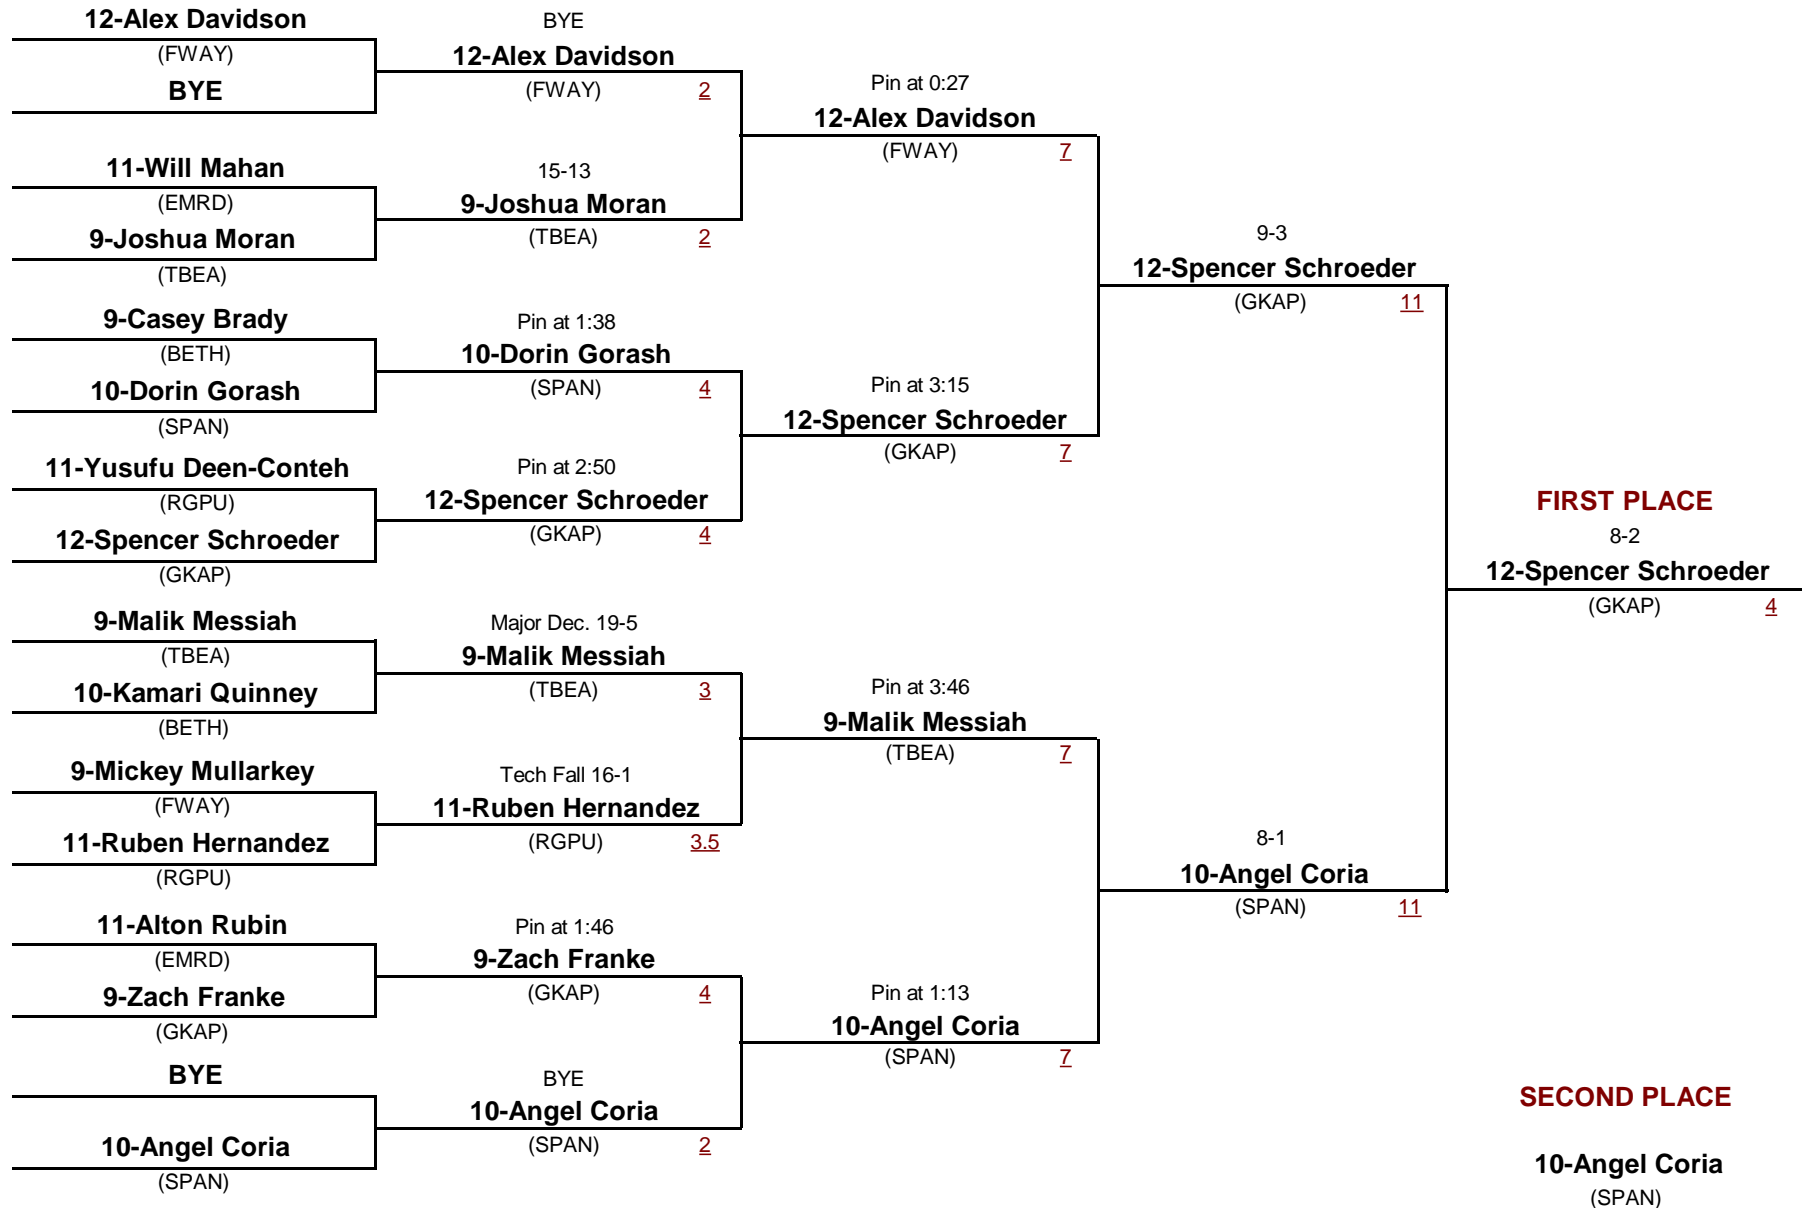 12-Alex Davidson
(FWAY)
BYE
11-Will Mahan
(EMRD)
9-Joshua Moran
(TBEA)
9-Casey Brady
(BETH)
10-Dorin Gorash
(SPAN)
11-Yusufu Deen-Conteh
(RGPU)
12-Spencer Schroeder
(GKAP)
9-Malik Messiah
(TBEA)
10-Kamari Quinney
(BETH)
9-Mickey Mullarkey
(FWAY)
11-Ruben Hernandez
(RGPU)
11-Alton Rubin
(EMRD)
9-Zach Franke
(GKAP)
BYE
10-Angel Coria
(SPAN)
BYE
12-Alex Davidson
(FWAY) 2
15-13
9-Joshua Moran
(TBEA) 2
Pin at 1:38
10-Dorin Gorash
(SPAN) 4
Pin at 2:50
12-Spencer Schroeder
(GKAP) 4
Major Dec. 19-5
9-Malik Messiah
(TBEA) 3
Tech Fall 16-1
11-Ruben Hernandez
(RGPU) 3.5
Pin at 1:46
9-Zach Franke
(GKAP) 4
BYE
10-Angel Coria
(SPAN) 2
Pin at 0:27
12-Alex Davidson
(FWAY) 7
Pin at 3:15
12-Spencer Schroeder
(GKAP) 7
Pin at 3:46
9-Malik Messiah
(TBEA) 7
Pin at 1:13
10-Angel Coria
(SPAN) 7
9-3
12-Spencer Schroeder
(GKAP) 11
8-1
10-Angel Coria
(SPAN) 11
FIRST PLACE
8-2
12-Spencer Schroeder
(GKAP) 4
SECOND PLACE
10-Angel Coria
(SPAN)